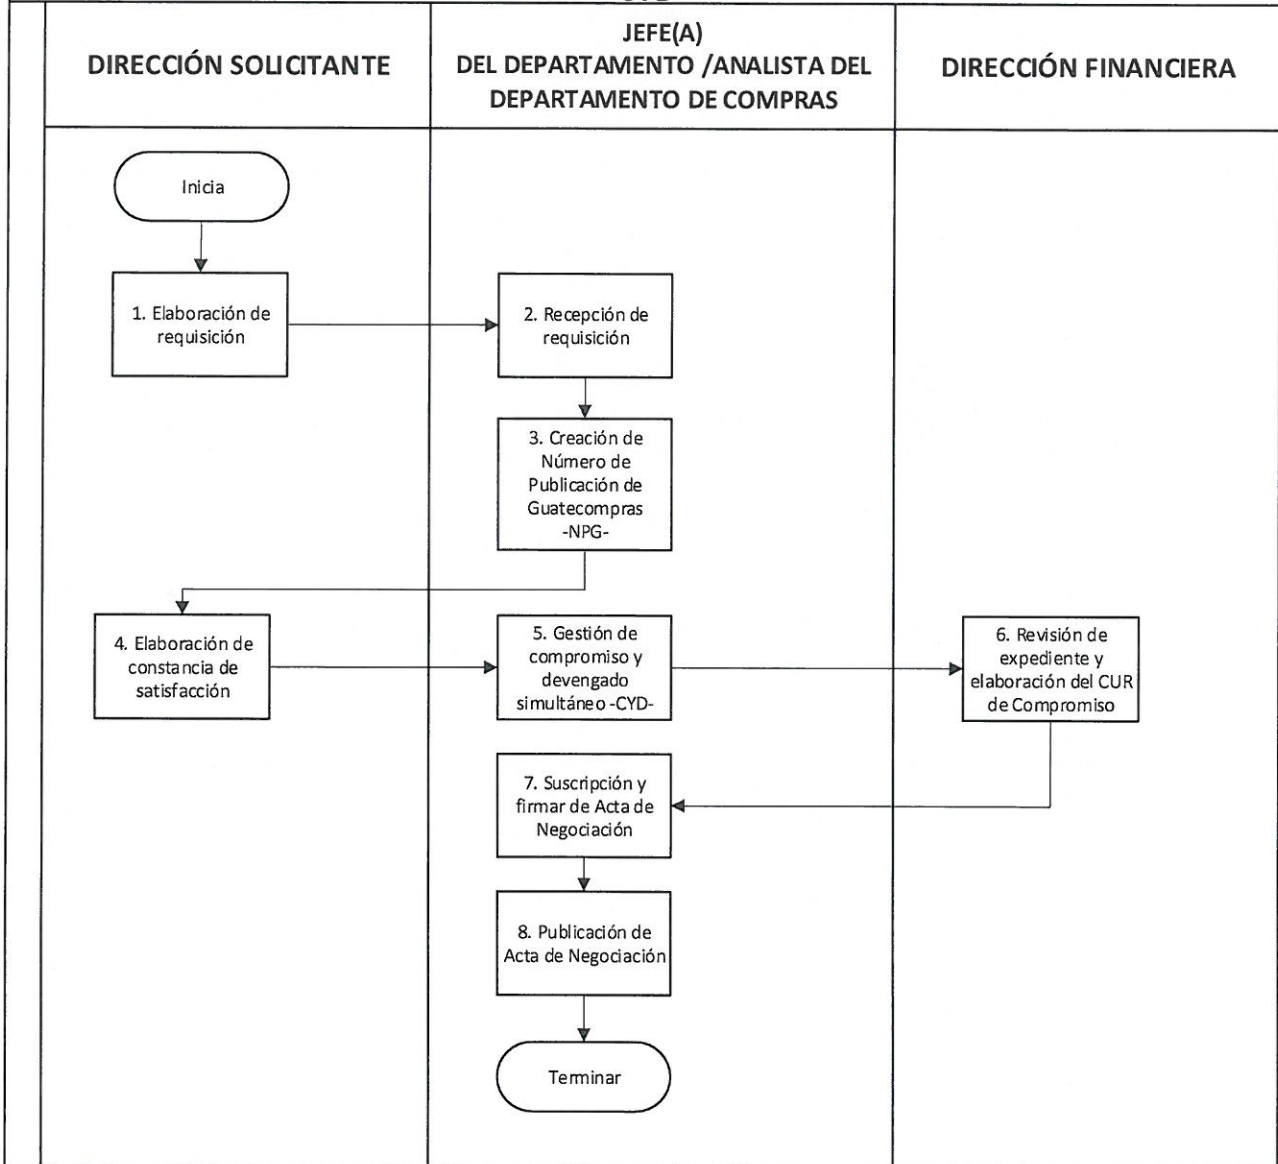 DIRECCIÓN SOLICITANTE
JEFE(A)
DEL DEPARTAMENTO /ANALISTA DEL
DEPARTAMENTO DE COMPRAS
DIRECCIÓN FINANCIERA
Inicia
1. Elaboración de
requisición
2. Recepción de
requisición
3. Creación de
Número de
Publicación de
Guatecompras
-NPG-
4. Elaboración de
constancia de
satisfacción
5. Gestión de
compromiso y
devengado
simultáneo -CYD-
6. Revisión de
expediente y
elaboración del CUR
de Compromiso
7. Suscripción y
firmar de Acta de
Negociación
8. Publicación de
Acta de Negociación
Terminar